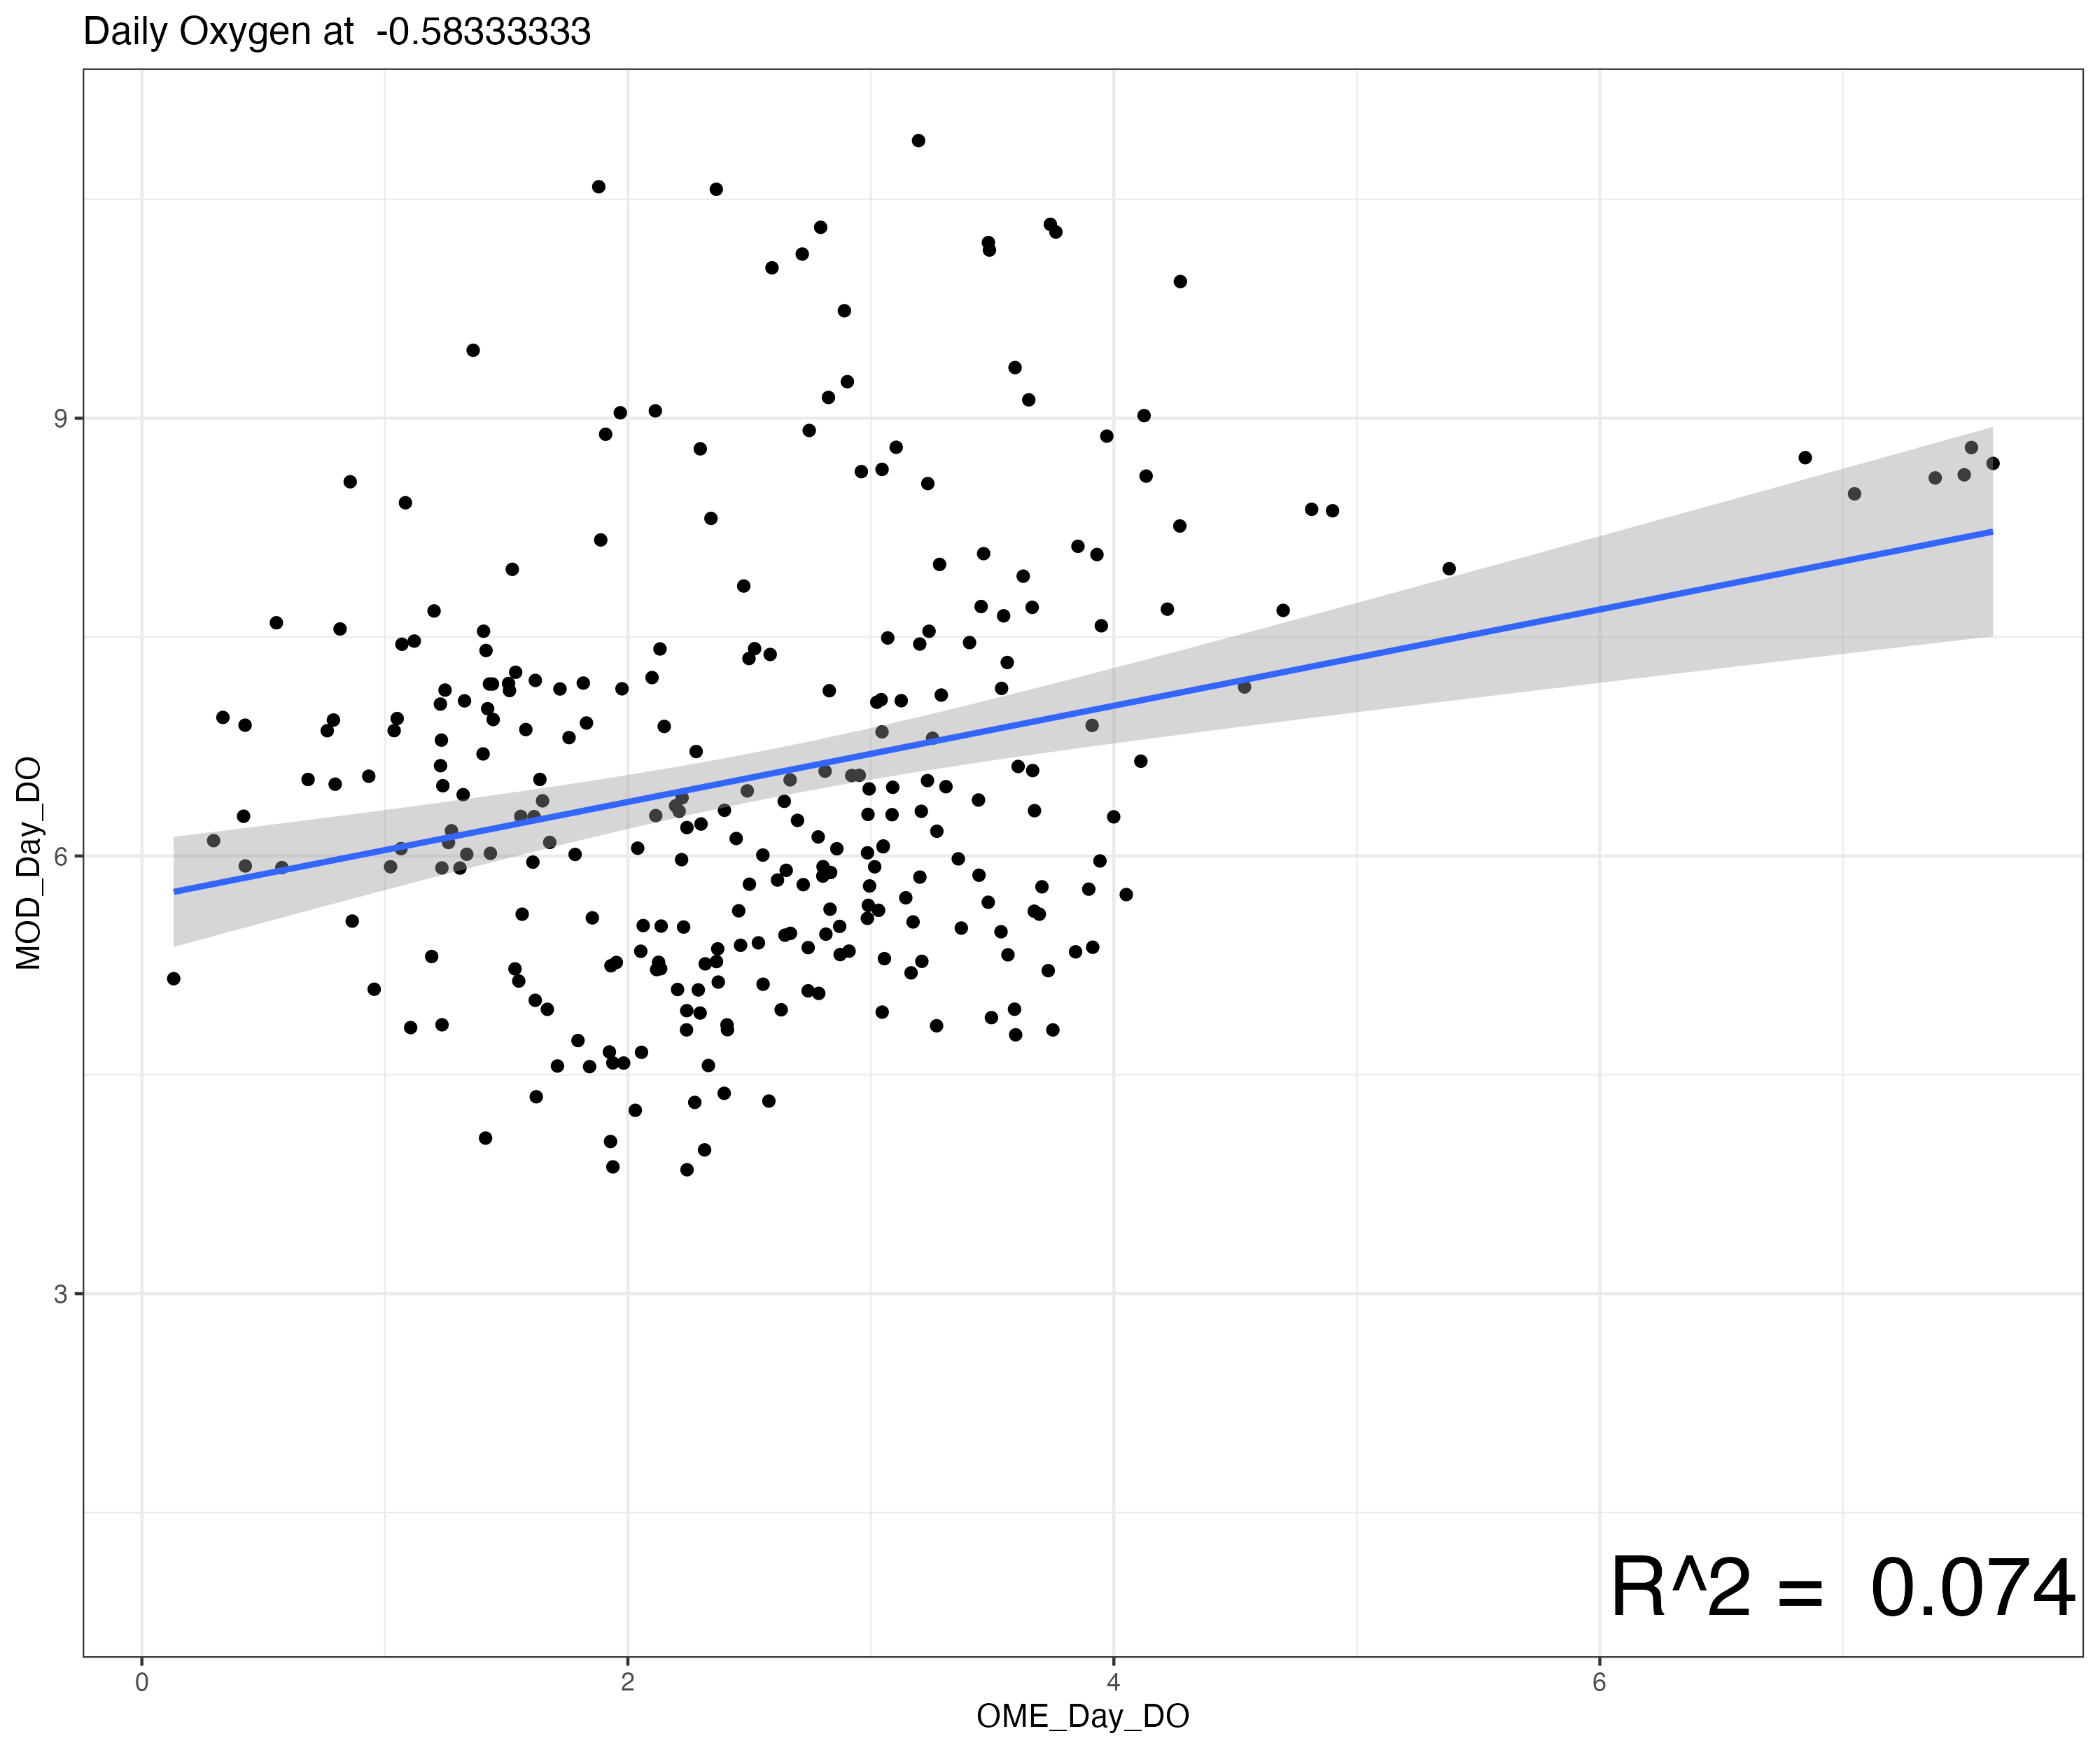 Daily Oxygen at  -0.58333333
MOD_Day_DO
9
6
3
R^2 =  0.074
0 2 4 6
OME_Day_DO